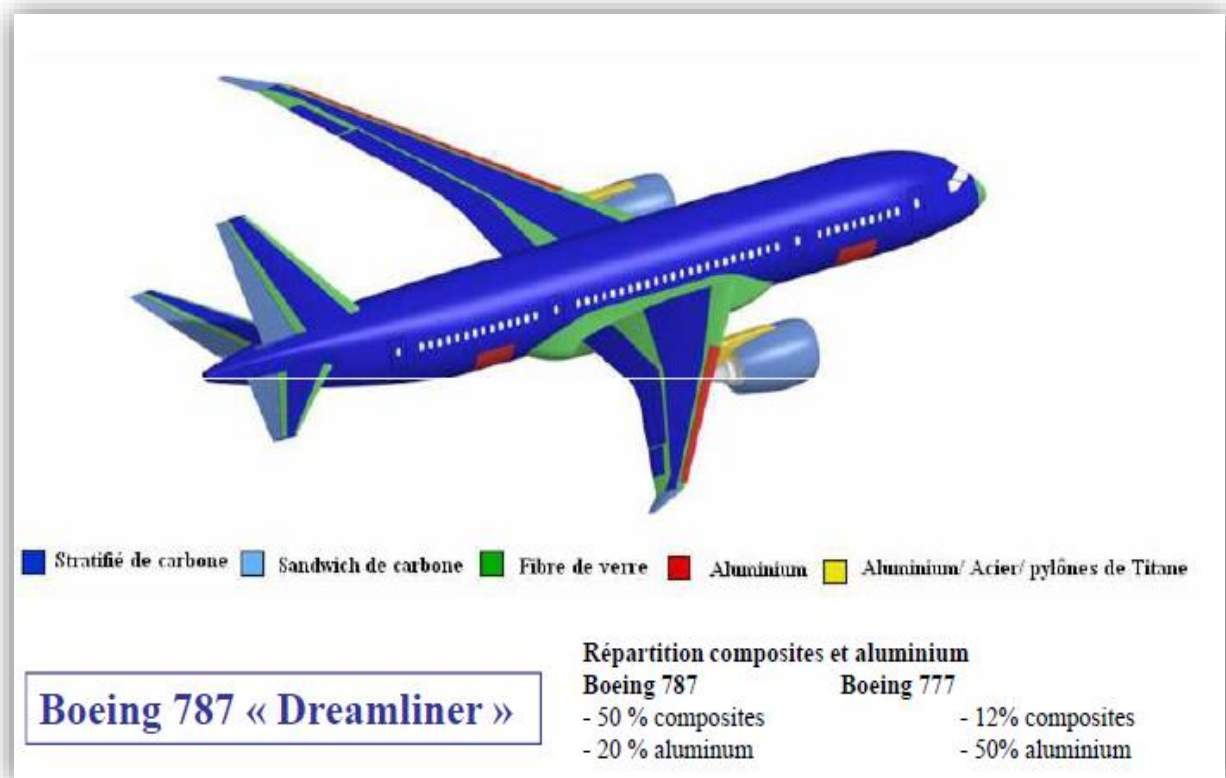 Stratifié de carbone Sandwich de carbone Fibre de verre Aluminium Aluminium/ Acier/ pylônes de Titane
Boeing 787 « Dreamliner »
Répartition composites et aluminium
Boeing 787 Boeing 777
- 50 % composites - 12% composites
- 20 % aluminum - 50% aluminium